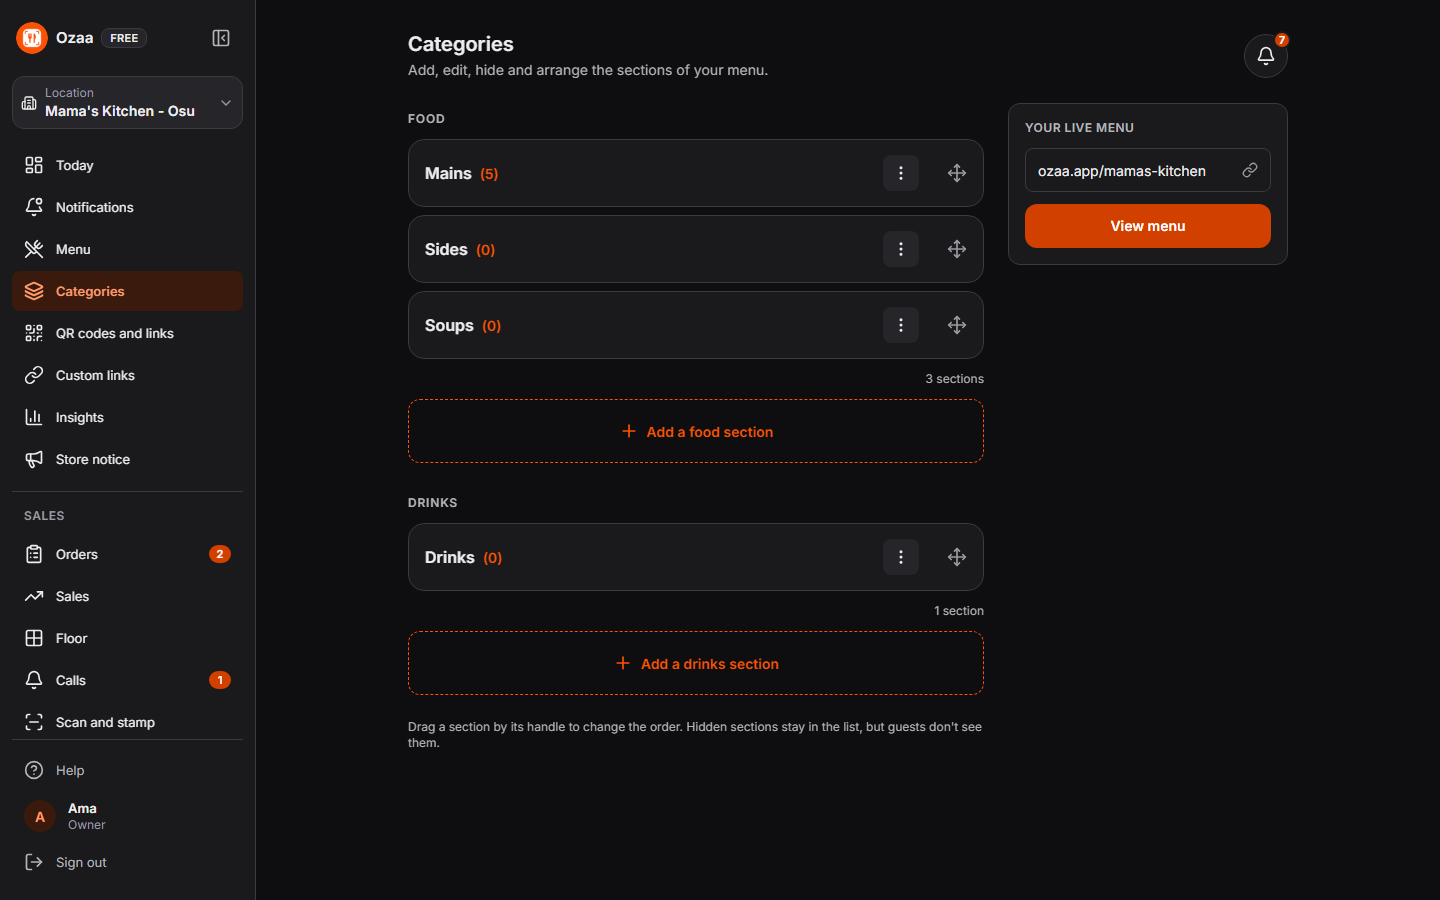 Ozaa FREE
Location
Mama's Kitchen - Osu
Today
Notifications
Menu
Categories
QR codes and links
Custom links
Insights
Store notice
SALES
Orders 2
Sales
Floor
Calls 1
Scan and stamp
Help
A
Ama
Owner
Sign out
Categories
Add, edit, hide and arrange the sections of your menu.
7
FOOD
Mains (5)
Sides (0)
Soups (0)
3 sections
+ Add a food section
DRINKS
Drinks (0)
1 section
+ Add a drinks section
Drag a section by its handle to change the order. Hidden sections stay in the list, but guests don't see
them.
YOUR LIVE MENU
ozaa.app/mamas-kitchen
View menu